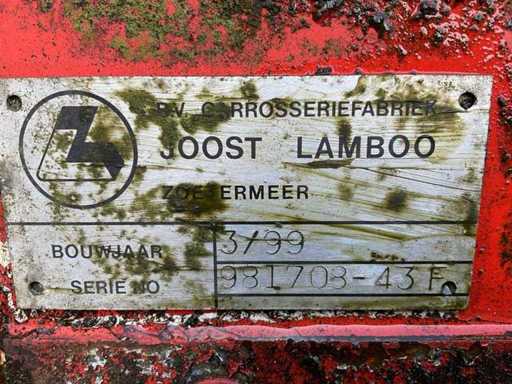 B.V. CARROSSERIEFABRIEK
JOOST LAMBOO
ZOETERMEER
BOUWJAAR 3/99
SERIE NO 981708-43 F